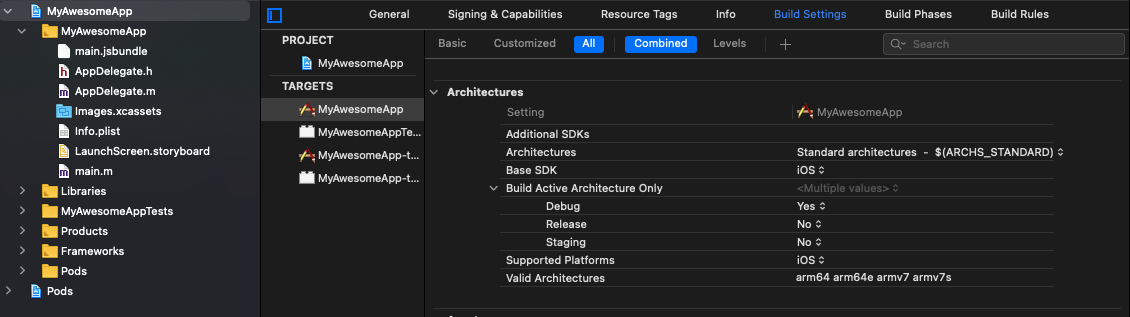 MyAwesomeApp
MyAwesomeApp
main.jsbundle
AppDelegate.h
AppDelegate.m
Images.xcassets
Info.plist
LaunchScreen.storyboard
main.m
Libraries
MyAwesomeAppTests
Products
Frameworks
Pods
Pods
General Signing & Capabilities Resource Tags Info Build Settings Build Phases Build Rules
PROJECT
MyAwesomeApp
TARGETS
MyAwesomeApp
MyAwesomeAppTe...
MyAwesomeApp-t...
MyAwesomeApp-t...
Basic Customized All Combined Levels + Search
Architectures
Setting MyAwesomeApp
Additional SDKs
Architectures Standard architectures - $(ARCHS_STANDARD)
Base SDK iOS
Build Active Architecture Only <Multiple values>
Debug Yes
Release No
Staging No
Supported Platforms iOS
Valid Architectures arm64 arm64e armv7 armv7s